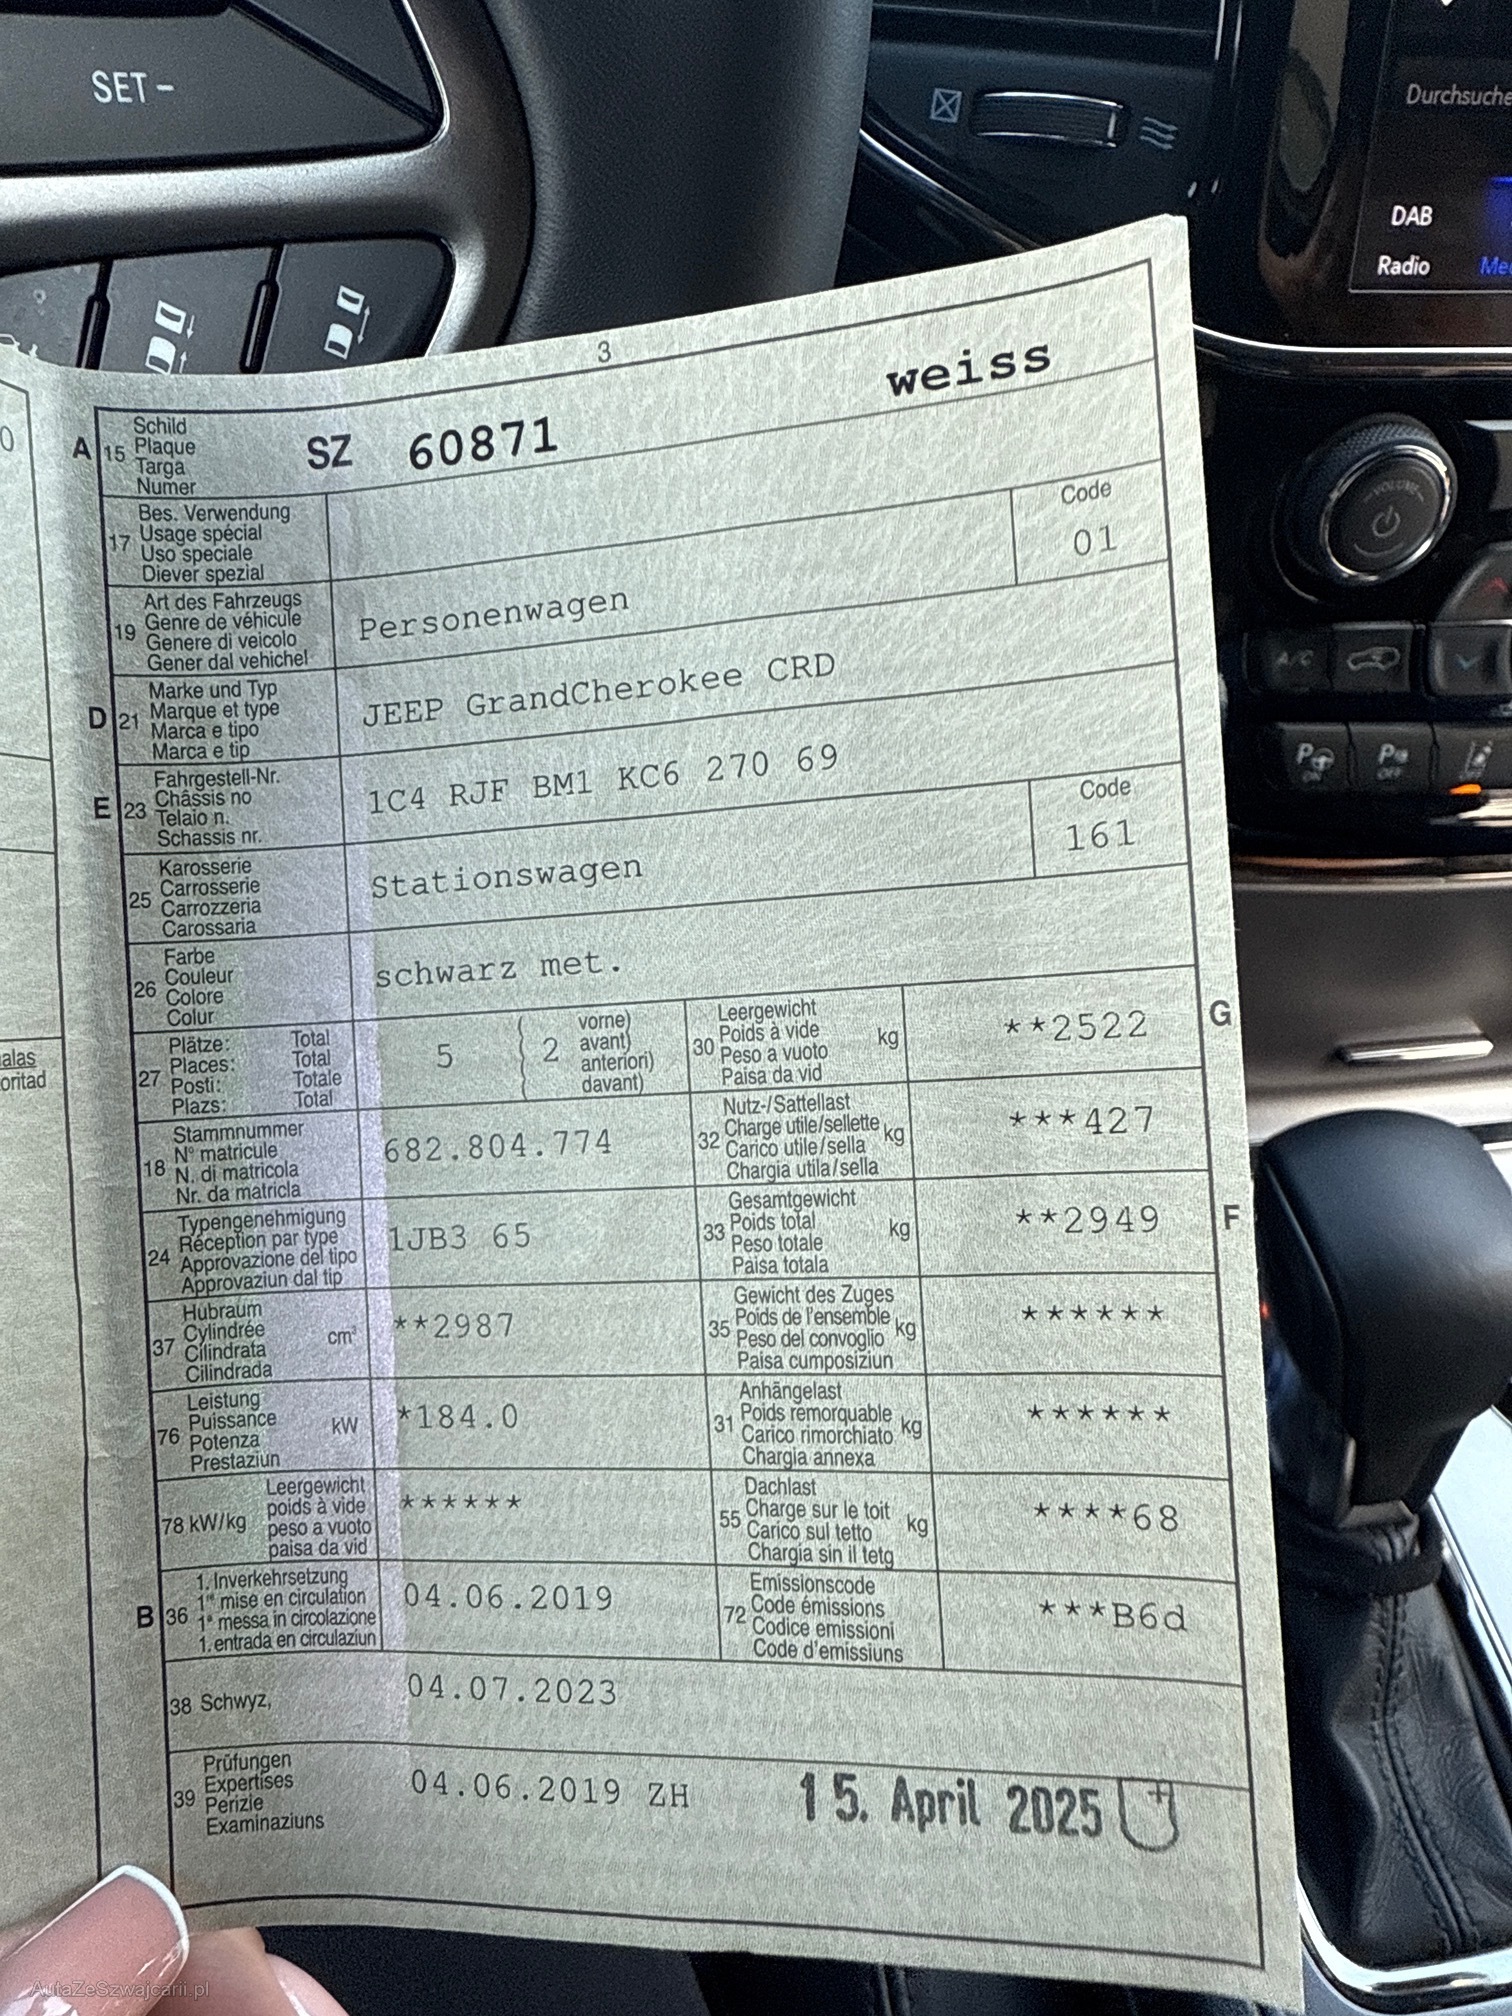 SET -
Durchsuche
DAB
Radio
3
A 15 Schild
Plaque
Targa
Numer
SZ 60871
weiss
17 Bes. Verwendung
Usage spécial
Uso speciale
Diever spezial
Code
01
19 Art des Fahrzeugs
Genre de véhicule
Genere di veicolo
Gener dal vehichel
Personenwagen
D 21 Marke und Typ
Marque et type
Marca e tipo
Marca e tip
JEEP GrandCherokee CRD
E 23 Fahrgestell-Nr.
Châssis no
Telaio n.
Schassis nr.
1C4 RJF BM1 KC6 270 69
25 Karosserie
Carrosserie
Carrozzeria
Carossaria
Stationswagen
Code
161
26 Farbe
Couleur
Colore
Colur
schwarz met.
27 Plätze: Total
Places: Total
Posti: Totale
Plazs: Total
5 2 vorne)
avant)
anteriori)
davant)
30 Leergewicht
Poids à vide
Peso a vuoto
Paisa da vid
kg
**2522
G
18 Stammnummer
N° matricule
N. di matricola
Nr. da matricla
682.804.774
32 Nutz-/Sattellast
Charge utile/sellette
Carico utile/sella
Chargia utila/sella
kg
***427
24 Typengenehmigung
Réception par type
Approvazione del tipo
Approvaziun dal tip
1JB3 65
33 Gesamtgewicht
Poids total
Peso totale
Paisa totala
kg
**2949
F
37 Hubraum
Cylindrée
Cilindrata
Cilindrada
cm³
**2987
35 Gewicht des Zuges
Poids de l'ensemble
Peso del convoglio
Paisa cumposiziun
kg
******
76 Leistung
Puissance
Potenza
Prestaziun
kW
*184.0
31 Anhängelast
Poids remorquable
Carico rimorchiato
Chargia annexa
kg
******
78 kW/kg
Leergewicht
poids à vide
peso a vuoto
paisa da vid
******
55 Dachlast
Charge sur le toit
Carico sul tetto
Chargia sin il tetg
kg
****68
B 36 1. Inverkehrsetzung
1re mise en circulation
1a messa in circolazione
1. entrada en circulaziun
04.06.2019
72 Emissionscode
Code émissions
Codice emissioni
Code d'emissiuns
***B6d
38 Schwyz,
04.07.2023
39 Prüfungen
Expertises
Perizie
Examinaziuns
04.06.2019 ZH
15. April 2025
alas
oritad
VOLUME
A/C
ON
OFF
AutaZeSzwajcarii.pl